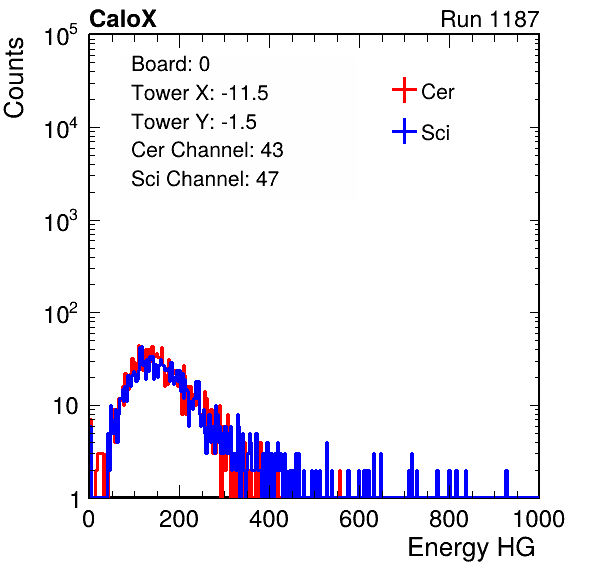 CaloX Run 1187
Counts
Board: 0
Tower X: -11.5
Tower Y: -1.5
Cer Channel: 43
Sci Channel: 47
Cer
Sci
10^5
10^4
10^3
10^2
10
1
0 200 400 600 800 1000
Energy HG